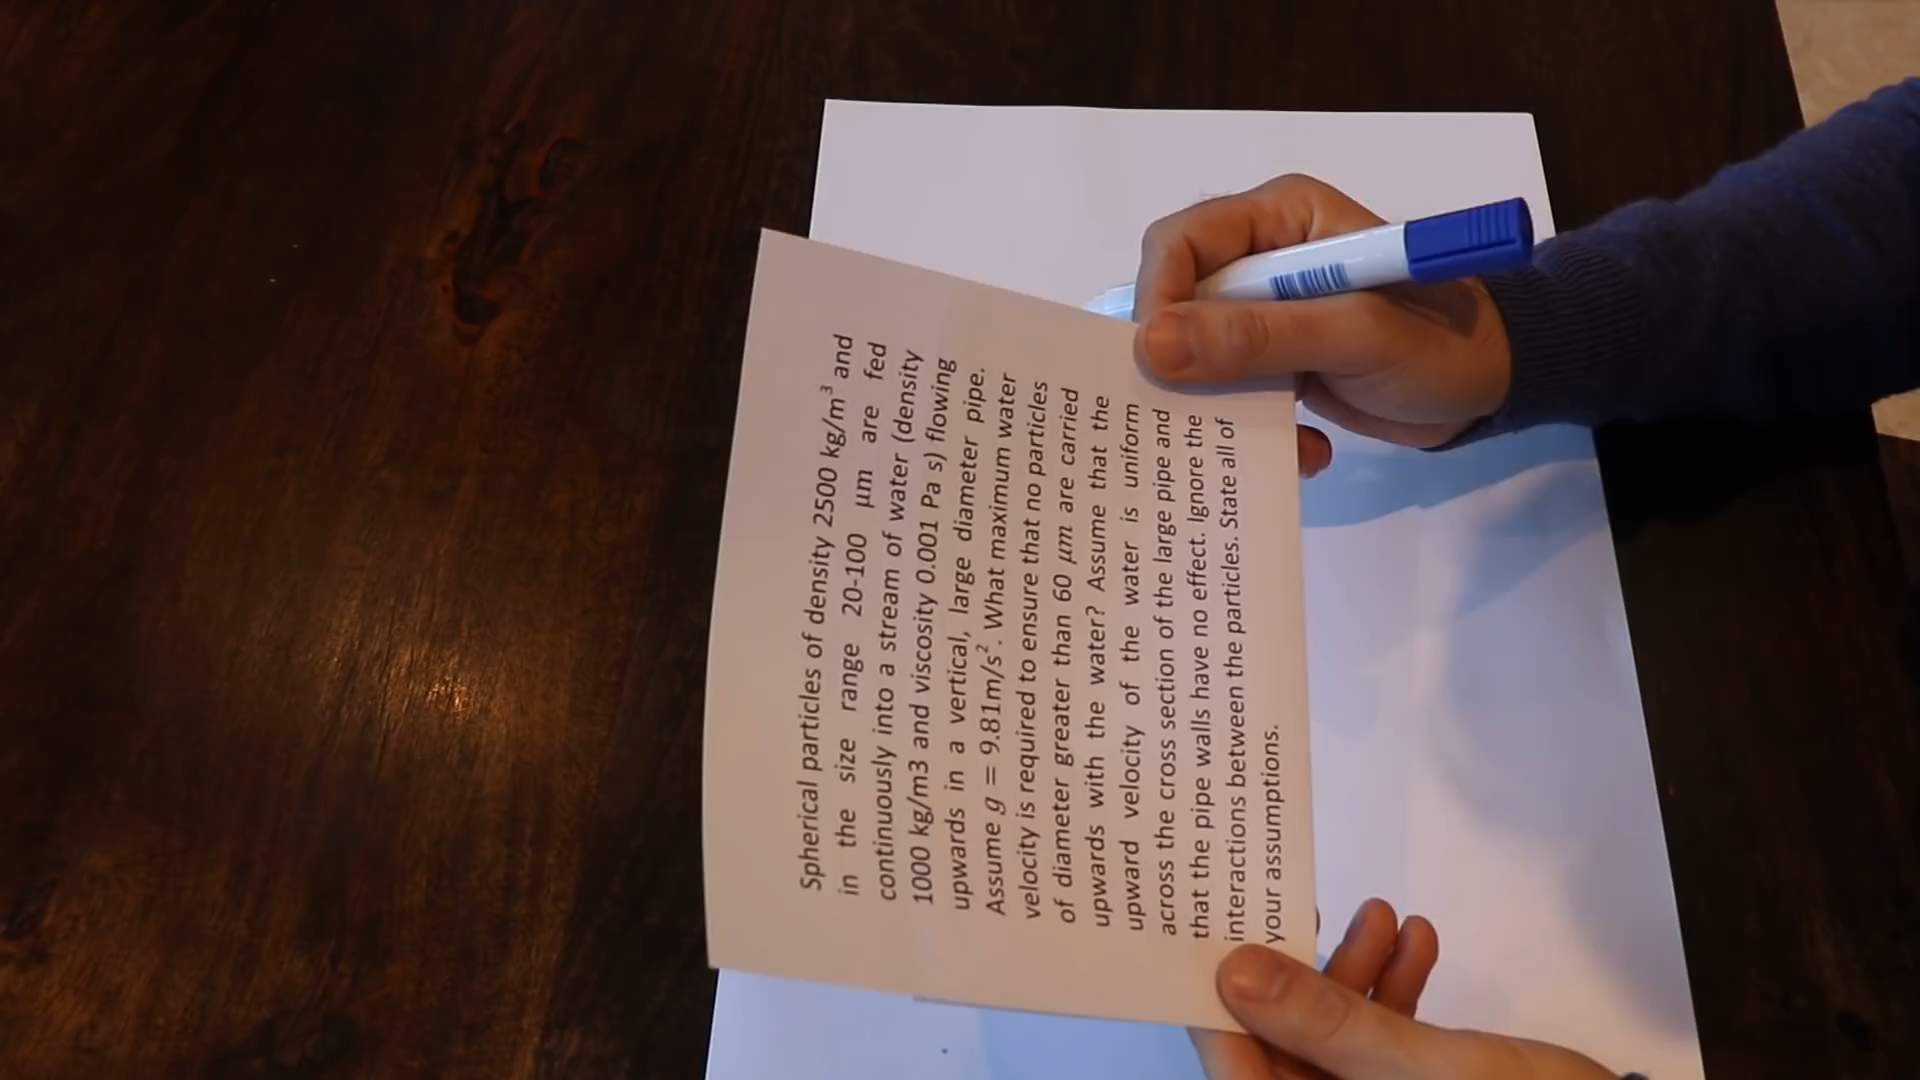 Spherical particles of density 2500 kg/m³ and
in the size range 20-100 µm are fed
continuously into a stream of water (density
1000 kg/m3 and viscosity 0.001 Pa s) flowing
upwards in a vertical, large diameter pipe.
Assume g = 9.81m/s². What maximum water
velocity is required to ensure that no particles
of diameter greater than 60 µm are carried
upwards with the water? Assume that the
upward velocity of the water is uniform
across the cross section of the large pipe and
that the pipe walls have no effect. Ignore the
interactions between the particles. State all of
your assumptions.